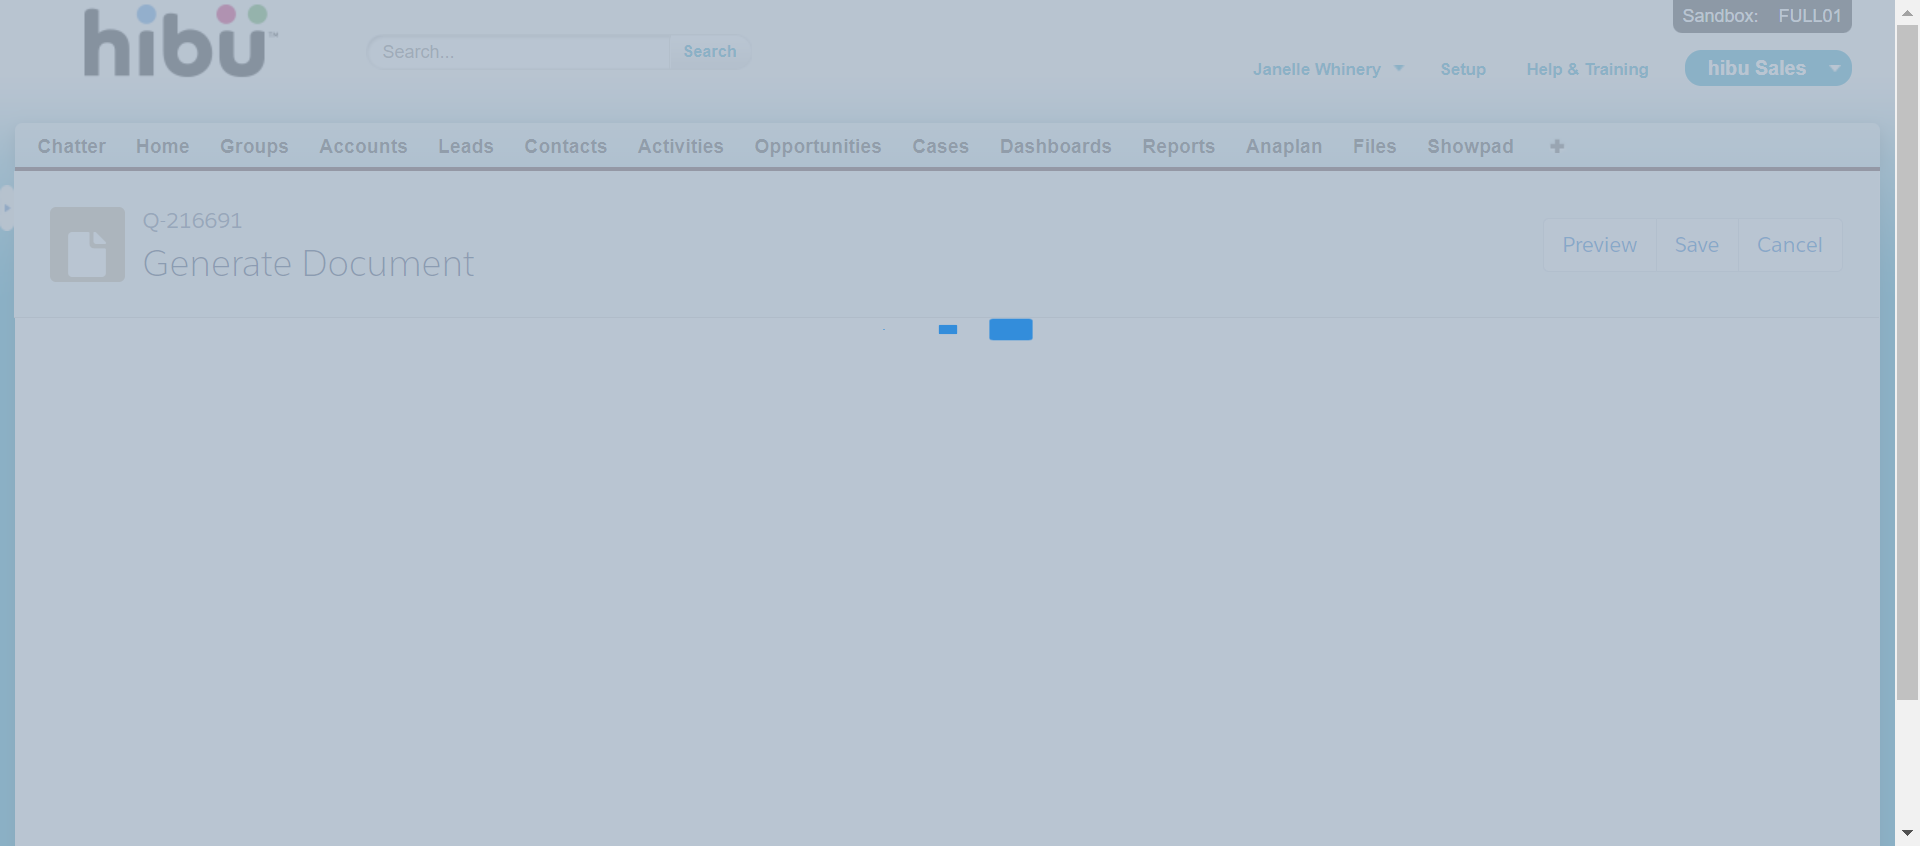 hibu™
Search...
Search
Sandbox: FULL01
Janelle Whinery
Setup
Help & Training
hibu Sales
Chatter
Home
Groups
Accounts
Leads
Contacts
Activities
Opportunities
Cases
Dashboards
Reports
Anaplan
Files
Showpad
Q-216691
Generate Document
Preview
Save
Cancel